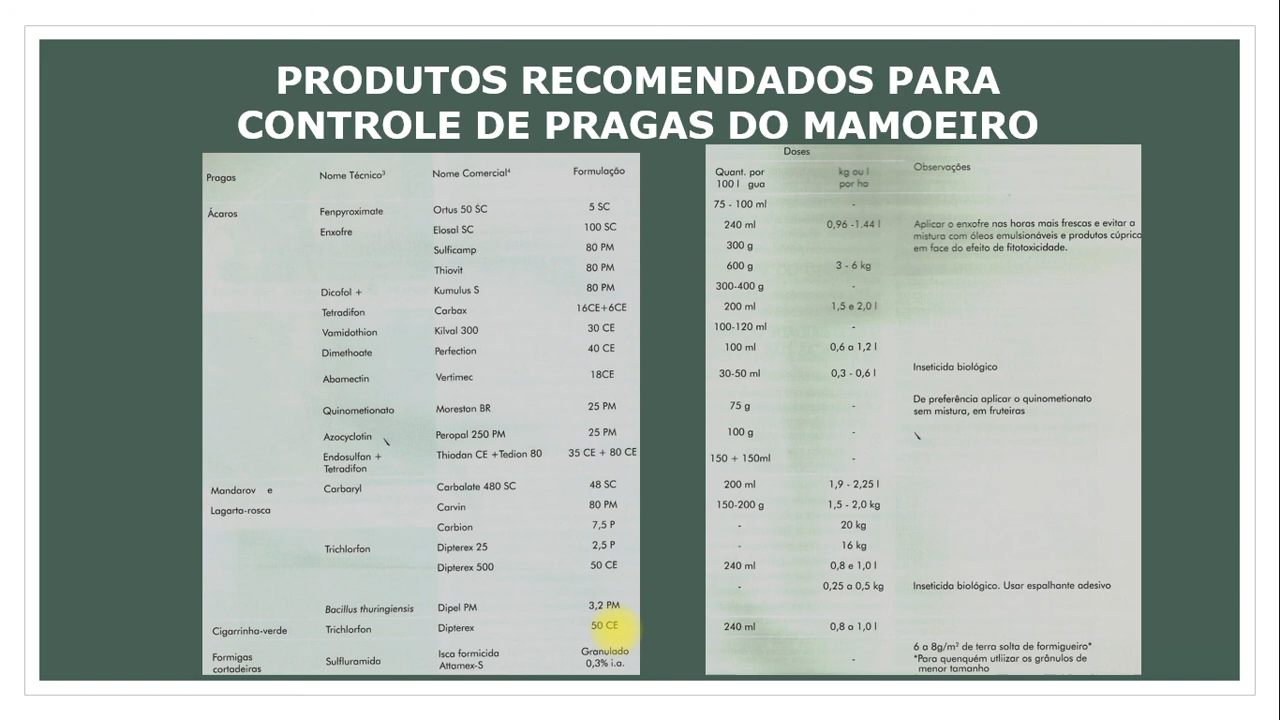 PRODUTOS RECOMENDADOS PARA
CONTROLE DE PRAGAS DO MAMOEIRO
Pragas Nome Técnico³ Nome Comercial⁴ Formulação
Ácaros Fenpyroximate Ortus 50 SC 5 SC
Enxofre Elosal SC 100 SC
Sulficamp 80 PM
Thiovit 80 PM
Dicofol + Kumulus S 80 PM
Tetradifon Carbax 16CE+6CE
Vamidothion Kilval 300 30 CE
Dimethoate Perfection 40 CE
Abamectin Vertimec 18CE
Quinometionato Morestan BR 25 PM
Azocyclotin Peropal 250 PM 25 PM
Endosulfan + Thiodan CE +Tedion 80 35 CE + 80 CE
Tetradifon
Mandarov e Carbaryl Carbalate 480 SC 48 SC
Lagarta-rosca Carvin 80 PM
Carbion 7,5 P
Trichlorfon Dipterex 25 2,5 P
Dipterex 500 50 CE
Bacillus thuringiensis Dipel PM 3,2 PM
Cigarrinha-verde Trichlorfon Dipterex 50 CE
Formigas Sulfluramida Isca formicida Granulado
cortadeiras Attamex-S 0,3% i.a.
Doses
Quant. por kg ou l Observações
100 l gua por ha
75 - 100 ml -
240 ml 0,96 -1.44 l Aplicar o enxofre nas horas mais frescas e evitar a
mistura com óleos emulsionáveis e produtos cúprico
300 g em face do efeito de fitotoxicidade.
600 g 3 - 6 kg
300-400 g -
200 ml 1,5 e 2,0 l
100-120 ml -
100 ml 0,6 a 1,2 l
30-50 ml 0,3 - 0,6 l Inseticida biológico
75 g - De preferência aplicar o quinometionato
sem mistura, em fruteiras
100 g -
150 + 150ml -
200 ml 1,9 - 2,25 l
150-200 g 1,5 - 2,0 kg
- 20 kg
- 16 kg
240 ml 0,8 e 1,0 l
- 0,25 a 0,5 kg Inseticida biológico. Usar espalhante adesivo
240 ml 0,8 a 1,0 l
- 6 a 8g/m² de terra solta de formigueiro*
*Para quenquém utliizar os grânulos de
menor tamanho